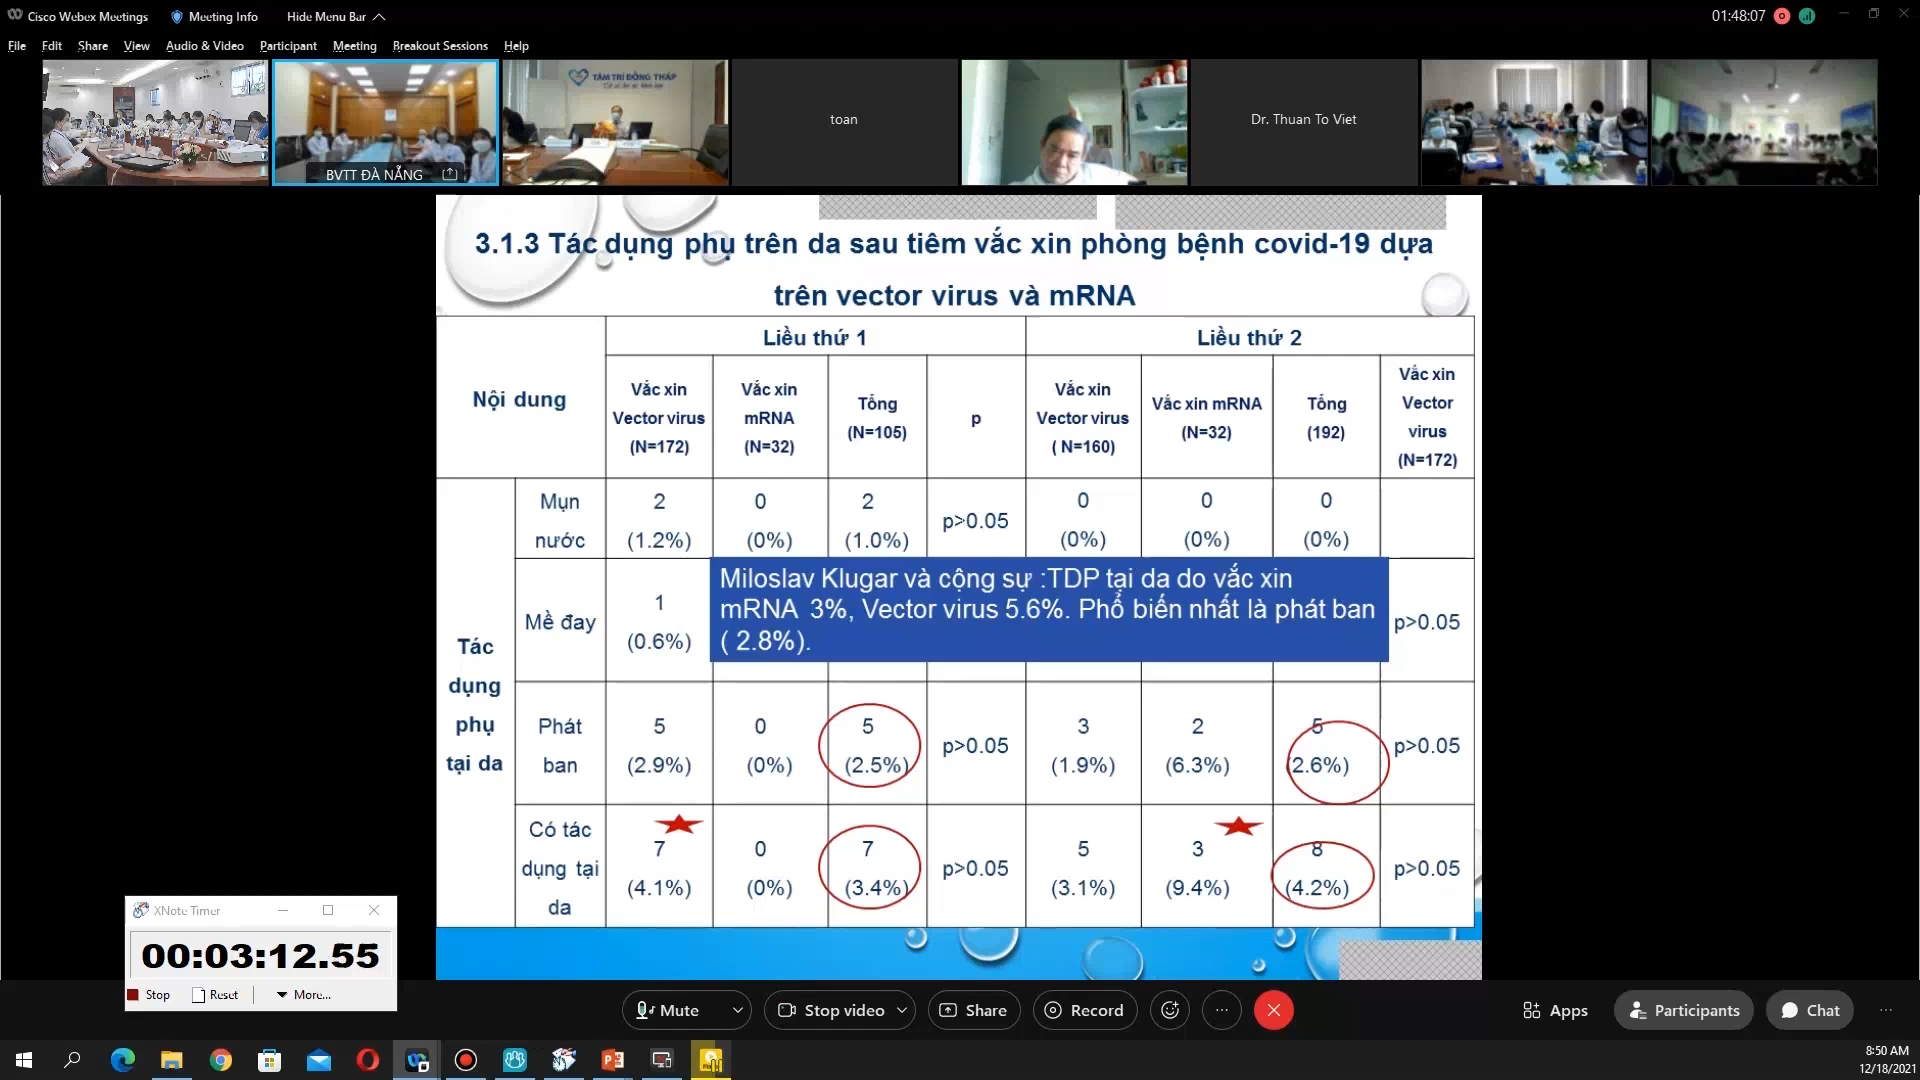 Cisco Webex Meetings
Meeting Info
Hide Menu Bar
01:48:07
File Edit Share View Audio & Video Participant Meeting Breakout Sessions Help
BVTT ĐÀ NẴNG
TÂM TRÍ ĐỒNG THÁP
toan
Dr. Thuan To Viet
3.1.3 Tác dụng phụ trên da sau tiêm vắc xin phòng bệnh covid-19 dựa
trên vector virus và mRNA
Nội dung
Liều thứ 1
Liều thứ 2
Vắc xin
Vector virus
(N=172)
Vắc xin
mRNA
(N=32)
Tổng
(N=105)
p
Vắc xin
Vector virus
( N=160)
Vắc xin mRNA
(N=32)
Tổng
(192)
Vắc xin
Vector
virus
(N=172)
Tác
dụng
phụ
tại da
Mụn
nước
2
(1.2%)
0
(0%)
2
(1.0%)
p>0.05
0
(0%)
0
(0%)
0
(0%)
Mề đay
1
(0.6%)
Miloslav Klugar và cộng sự :TDP tại da do vắc xin
mRNA 3%, Vector virus 5.6%. Phổ biến nhất là phát ban
( 2.8%).
p>0.05
Phát
ban
5
(2.9%)
0
(0%)
5
(2.5%)
p>0.05
3
(1.9%)
2
(6.3%)
5
(2.6%)
p>0.05
Có tác
dụng tại
da
7
(4.1%)
0
(0%)
7
(3.4%)
p>0.05
5
(3.1%)
3
(9.4%)
8
(4.2%)
p>0.05
XNote Timer
00:03:12.55
Stop Reset More...
Mute
Stop video
Share
Record
Apps
Participants
Chat
8:50 AM
12/18/2021